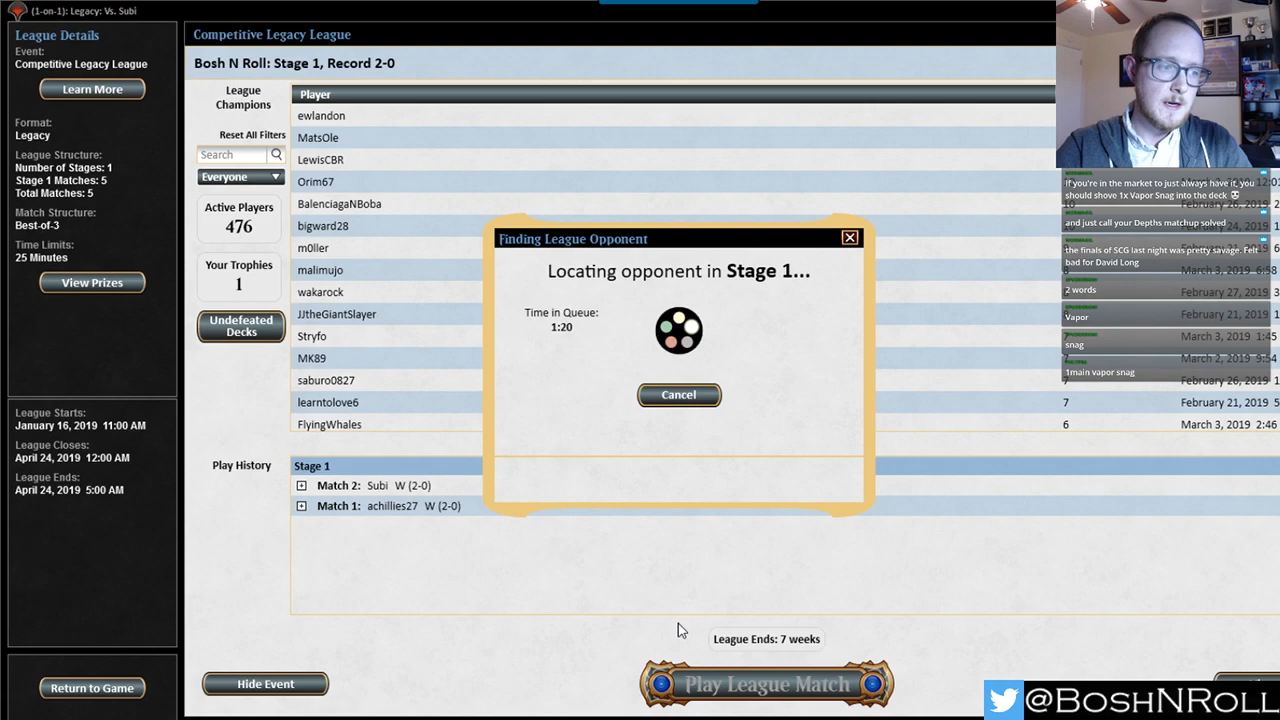 (1-on-1): Legacy: Vs. Subi
League Details
Event:
Competitive Legacy League
Learn More
Format:
Legacy
League Structure:
Number of Stages: 1
Stage 1 Matches: 5
Total Matches: 5
Match Structure:
Best-of-3
Time Limits:
25 Minutes
View Prizes
League Starts:
January 16, 2019 11:00 AM
League Closes:
April 24, 2019 12:00 AM
League Ends:
April 24, 2019 5:00 AM
Return to Game
Competitive Legacy League
Bosh N Roll: Stage 1, Record 2-0
League
Champions
Reset All Filters
Search
Everyone
Active Players
476
Your Trophies
1
Undefeated
Decks
Player
ewlandon
MatsOle
LewisCBR
Orim67
BalenciagaNBoba
bigward28
m0ller
malimujo
wakarock
JJtheGiantSlayer
Stryfo
MK89
saburo0827
learntolove6
7
February 21, 2019
FlyingWhales
6
March 3, 2019 2:46
Finding League Opponent
Locating opponent in Stage 1...
Time in Queue:
1:20
Cancel
if you're in the market to just always have it, you
should shove 1x Vapor Snag into the deck
and just call your Depths matchup solved
the finals of SCG last night was pretty savage. Felt
bad for David Long
2 words
Vapor
snag
1main vapor snag
Play History
Stage 1
Match 2: Subi W (2-0)
Match 1: achillies27 W (2-0)
League Ends: 7 weeks
Hide Event
Play League Match
@BoshNRoll